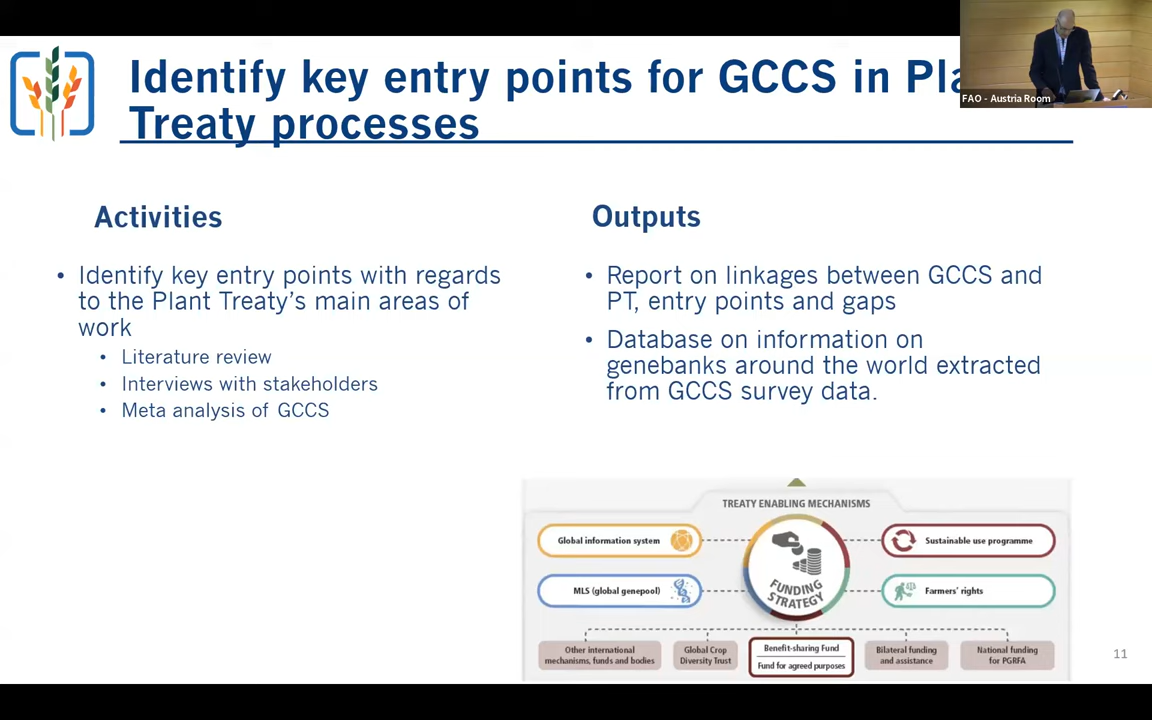 Identify key entry points for GCCS in Pla
Treaty processes
FAO - Austria Room
Activities
• Identify key entry points with regards
to the Plant Treaty's main areas of
work
• Literature review
• Interviews with stakeholders
• Meta analysis of GCCS
Outputs
• Report on linkages between GCCS and
PT, entry points and gaps
• Database on information on
genebanks around the world extracted
from GCCS survey data.
TREATY ENABLING MECHANISMS
Global information system
Sustainable use programme
FUNDING
STRATEGY
MLS (global genepool)
Farmers' rights
Other international
mechanisms, funds and bodies
Global Crop
Diversity Trust
Benefit-sharing Fund
Fund for agreed purposes
Bilateral funding
and assistance
National funding
for PGRFA
11